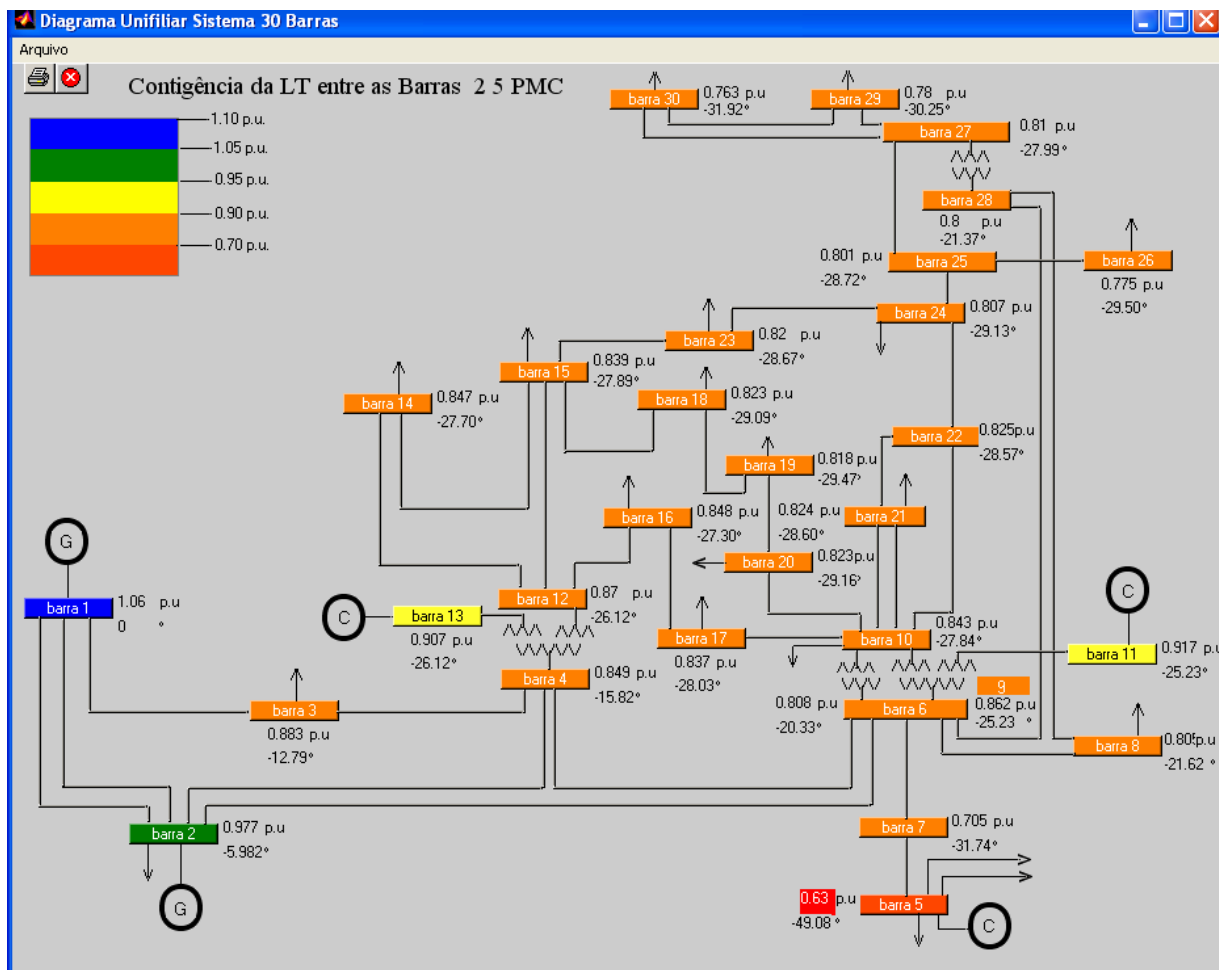 Diagrama Unifiliar Sistema 30 Barras
Arquivo
Contigência da LT entre as Barras 2 5 PMC
1.10 p.u.
1.05 p.u.
0.95 p.u.
0.90 p.u.
0.70 p.u.
barra 30
0.763 p.u
-31.92°
barra 29
0.78 p.u
-30.25°
barra 27
0.81 p.u
-27.99°
barra 28
0.8 p.u
-21.37°
barra 25
0.801 p.u
-28.72°
barra 26
0.775 p.u
-29.50°
barra 24
0.807 p.u
-29.13°
barra 23
0.82 p.u
-28.67°
barra 15
0.839 p.u
-27.89°
barra 14
0.847 p.u
-27.70°
barra 18
0.823 p.u
-29.09°
barra 22
0.825p.u
-28.57°
barra 19
0.818 p.u
-29.47°
barra 16
0.848 p.u
-27.30°
barra 21
0.824 p.u
-28.60°
barra 20
0.823p.u
-29.16°
G
barra 1
1.06 p.u
0 °
barra 12
0.87 p.u
-26.12°
C
barra 13
0.907 p.u
-26.12°
barra 17
0.837 p.u
-28.03°
barra 10
0.843 p.u
-27.84°
C
barra 11
0.917 p.u
-25.23°
barra 4
0.849 p.u
-15.82°
barra 3
0.883 p.u
-12.79°
9
0.862 p.u
-25.23 °
barra 6
0.808 p.u
-20.33°
barra 8
0.805p.u
-21.62 °
barra 2
0.977 p.u
-5.982°
G
barra 7
0.705 p.u
-31.74°
barra 5
0.63 p.u
-49.08 °
C